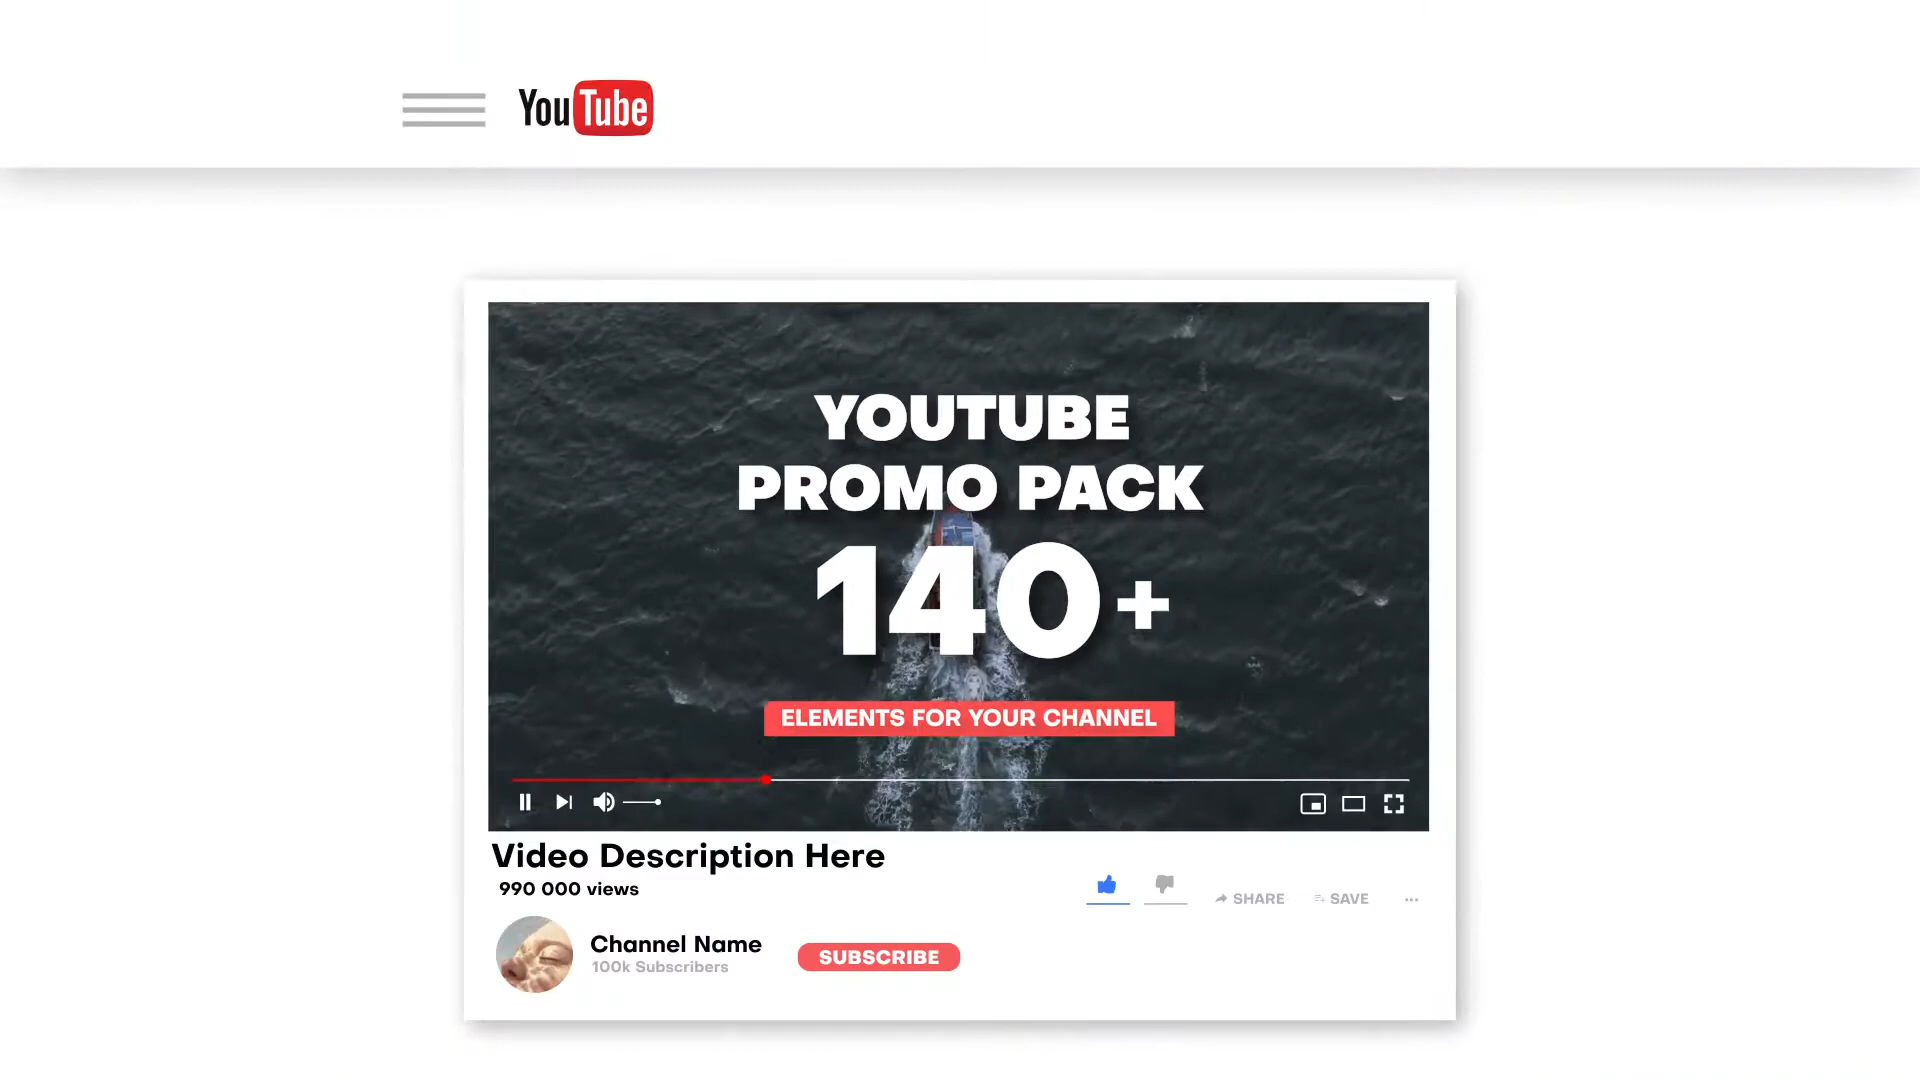 YouTube
YOUTUBE
PROMO PACK
140+
ELEMENTS FOR YOUR CHANNEL
Video Description Here
990 000 views
SHARE
SAVE
Channel Name
100k Subscribers
SUBSCRIBE